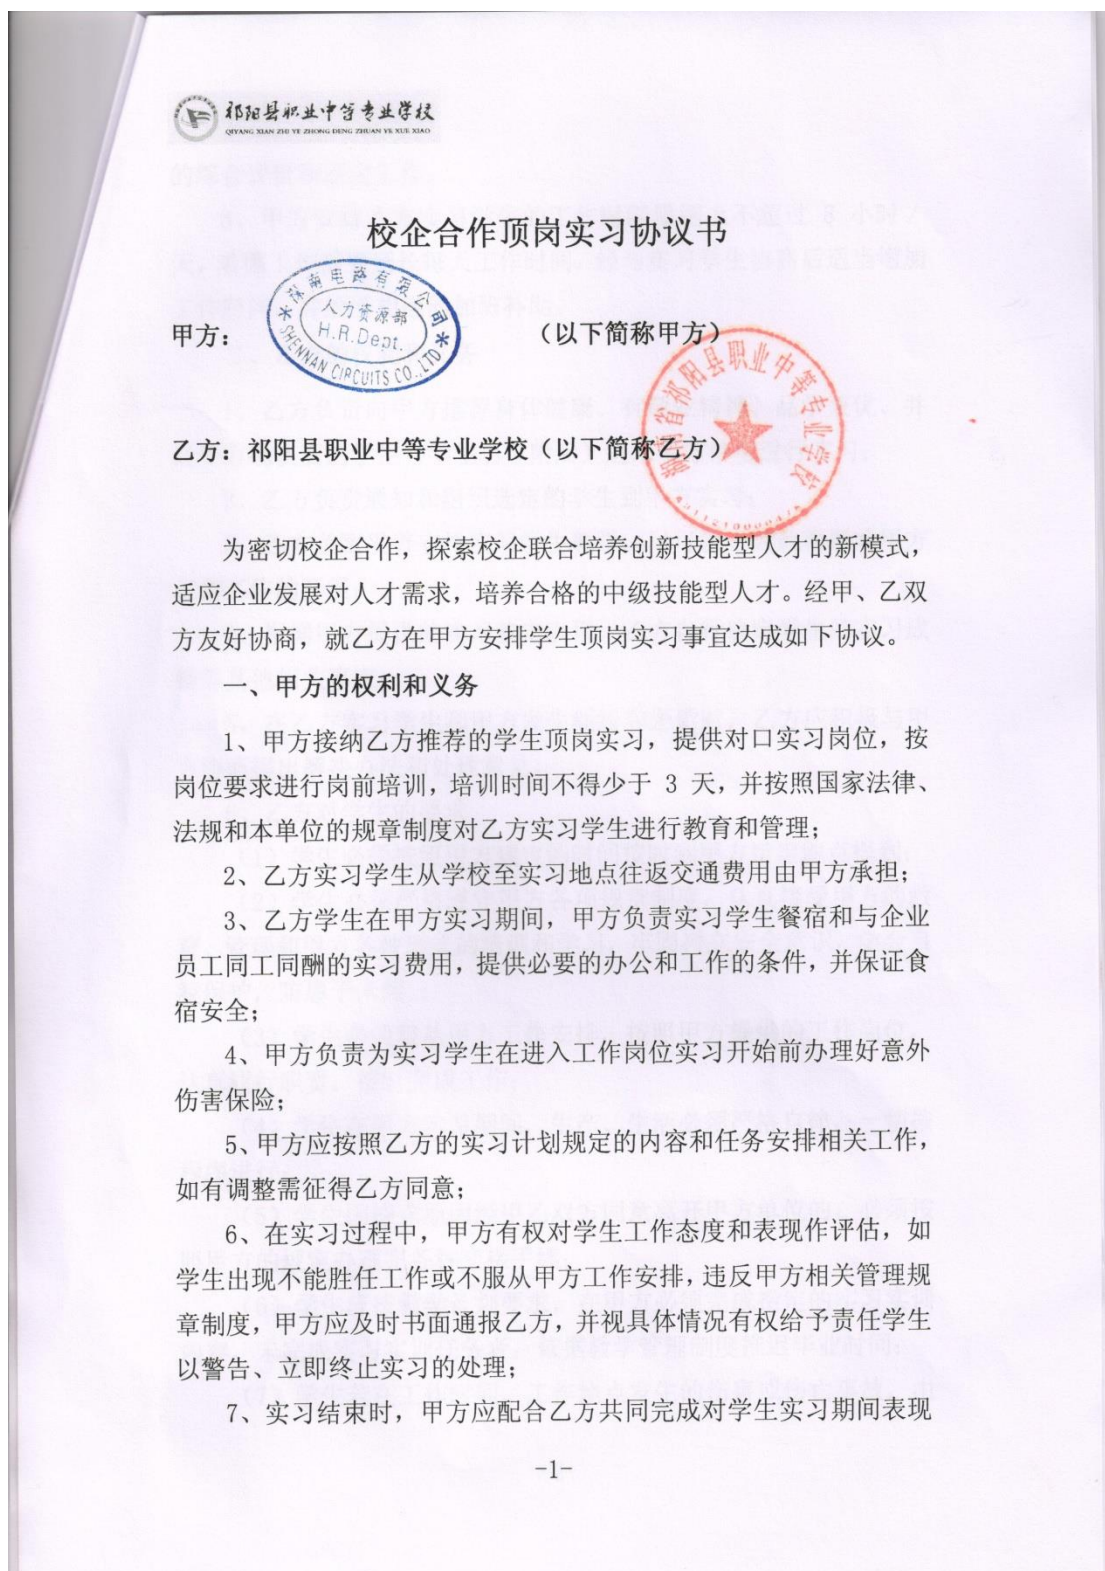 祁阳县职业中等专业学校
QIYANG XIAN ZHI YE ZHONG DENG ZHUAN YE XUE XIAO
校企合作顶岗实习协议书
深南电路有限公司
人力资源部
H.R.Dept.
SHENNAN CIRCUITS CO.,LTD
甲方: （以下简称甲方）
湖南省祁阳县职业中等专业学校
乙方：祁阳县职业中等专业学校（以下简称乙方）
为密切校企合作，探索校企联合培养创新技能型人才的新模式，
适应企业发展对人才需求，培养合格的中级技能型人才。经甲、乙双
方友好协商，就乙方在甲方安排学生顶岗实习事宜达成如下协议。
一、甲方的权利和义务
1、甲方接纳乙方推荐的学生顶岗实习，提供对口实习岗位，按
岗位要求进行岗前培训，培训时间不得少于 3 天，并按照国家法律、
法规和本单位的规章制度对乙方实习学生进行教育和管理；
2、乙方实习学生从学校至实习地点往返交通费用由甲方承担；
3、乙方学生在甲方实习期间，甲方负责实习学生餐宿和与企业
员工同工同酬的实习费用，提供必要的办公和工作的条件，并保证食
宿安全；
4、甲方负责为实习学生在进入工作岗位实习开始前办理好意外
伤害保险；
5、甲方应按照乙方的实习计划规定的内容和任务安排相关工作，
如有调整需征得乙方同意；
6、在实习过程中，甲方有权对学生工作态度和表现作评估，如
学生出现不能胜任工作或不服从甲方工作安排，违反甲方相关管理规
章制度，甲方应及时书面通报乙方，并视具体情况有权给予责任学生
以警告、立即终止实习的处理；
7、实习结束时，甲方应配合乙方共同完成对学生实习期间表现
-1-